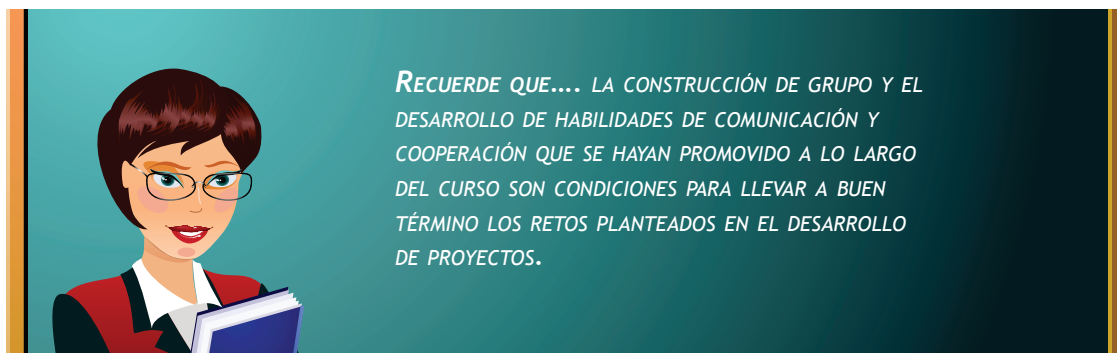 RECUERDE QUE.... LA CONSTRUCCIÓN DE GRUPO Y EL
DESARROLLO DE HABILIDADES DE COMUNICACIÓN Y
COOPERACIÓN QUE SE HAYAN PROMOVIDO A LO LARGO
DEL CURSO SON CONDICIONES PARA LLEVAR A BUEN
TÉRMINO LOS RETOS PLANTEADOS EN EL DESARROLLO
DE PROYECTOS.